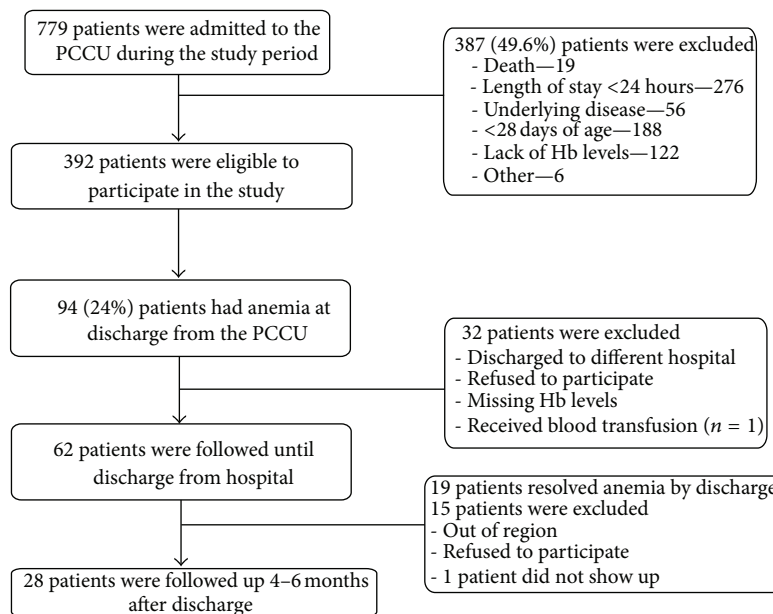 779 patients were admitted to the
PCCU during the study period
387 (49.6%) patients were excluded
- Death—19
- Length of stay <24 hours—276
- Underlying disease—56
- <28 days of age—188
- Lack of Hb levels—122
- Other—6
392 patients were eligible to
participate in the study
94 (24%) patients had anemia at
discharge from the PCCU
32 patients were excluded
- Discharged to different hospital
- Refused to participate
- Missing Hb levels
- Received blood transfusion (n = 1)
62 patients were followed until
discharge from hospital
19 patients resolved anemia by discharge
15 patients were excluded
- Out of region
- Refused to participate
- 1 patient did not show up
28 patients were followed up 4–6 months
after discharge